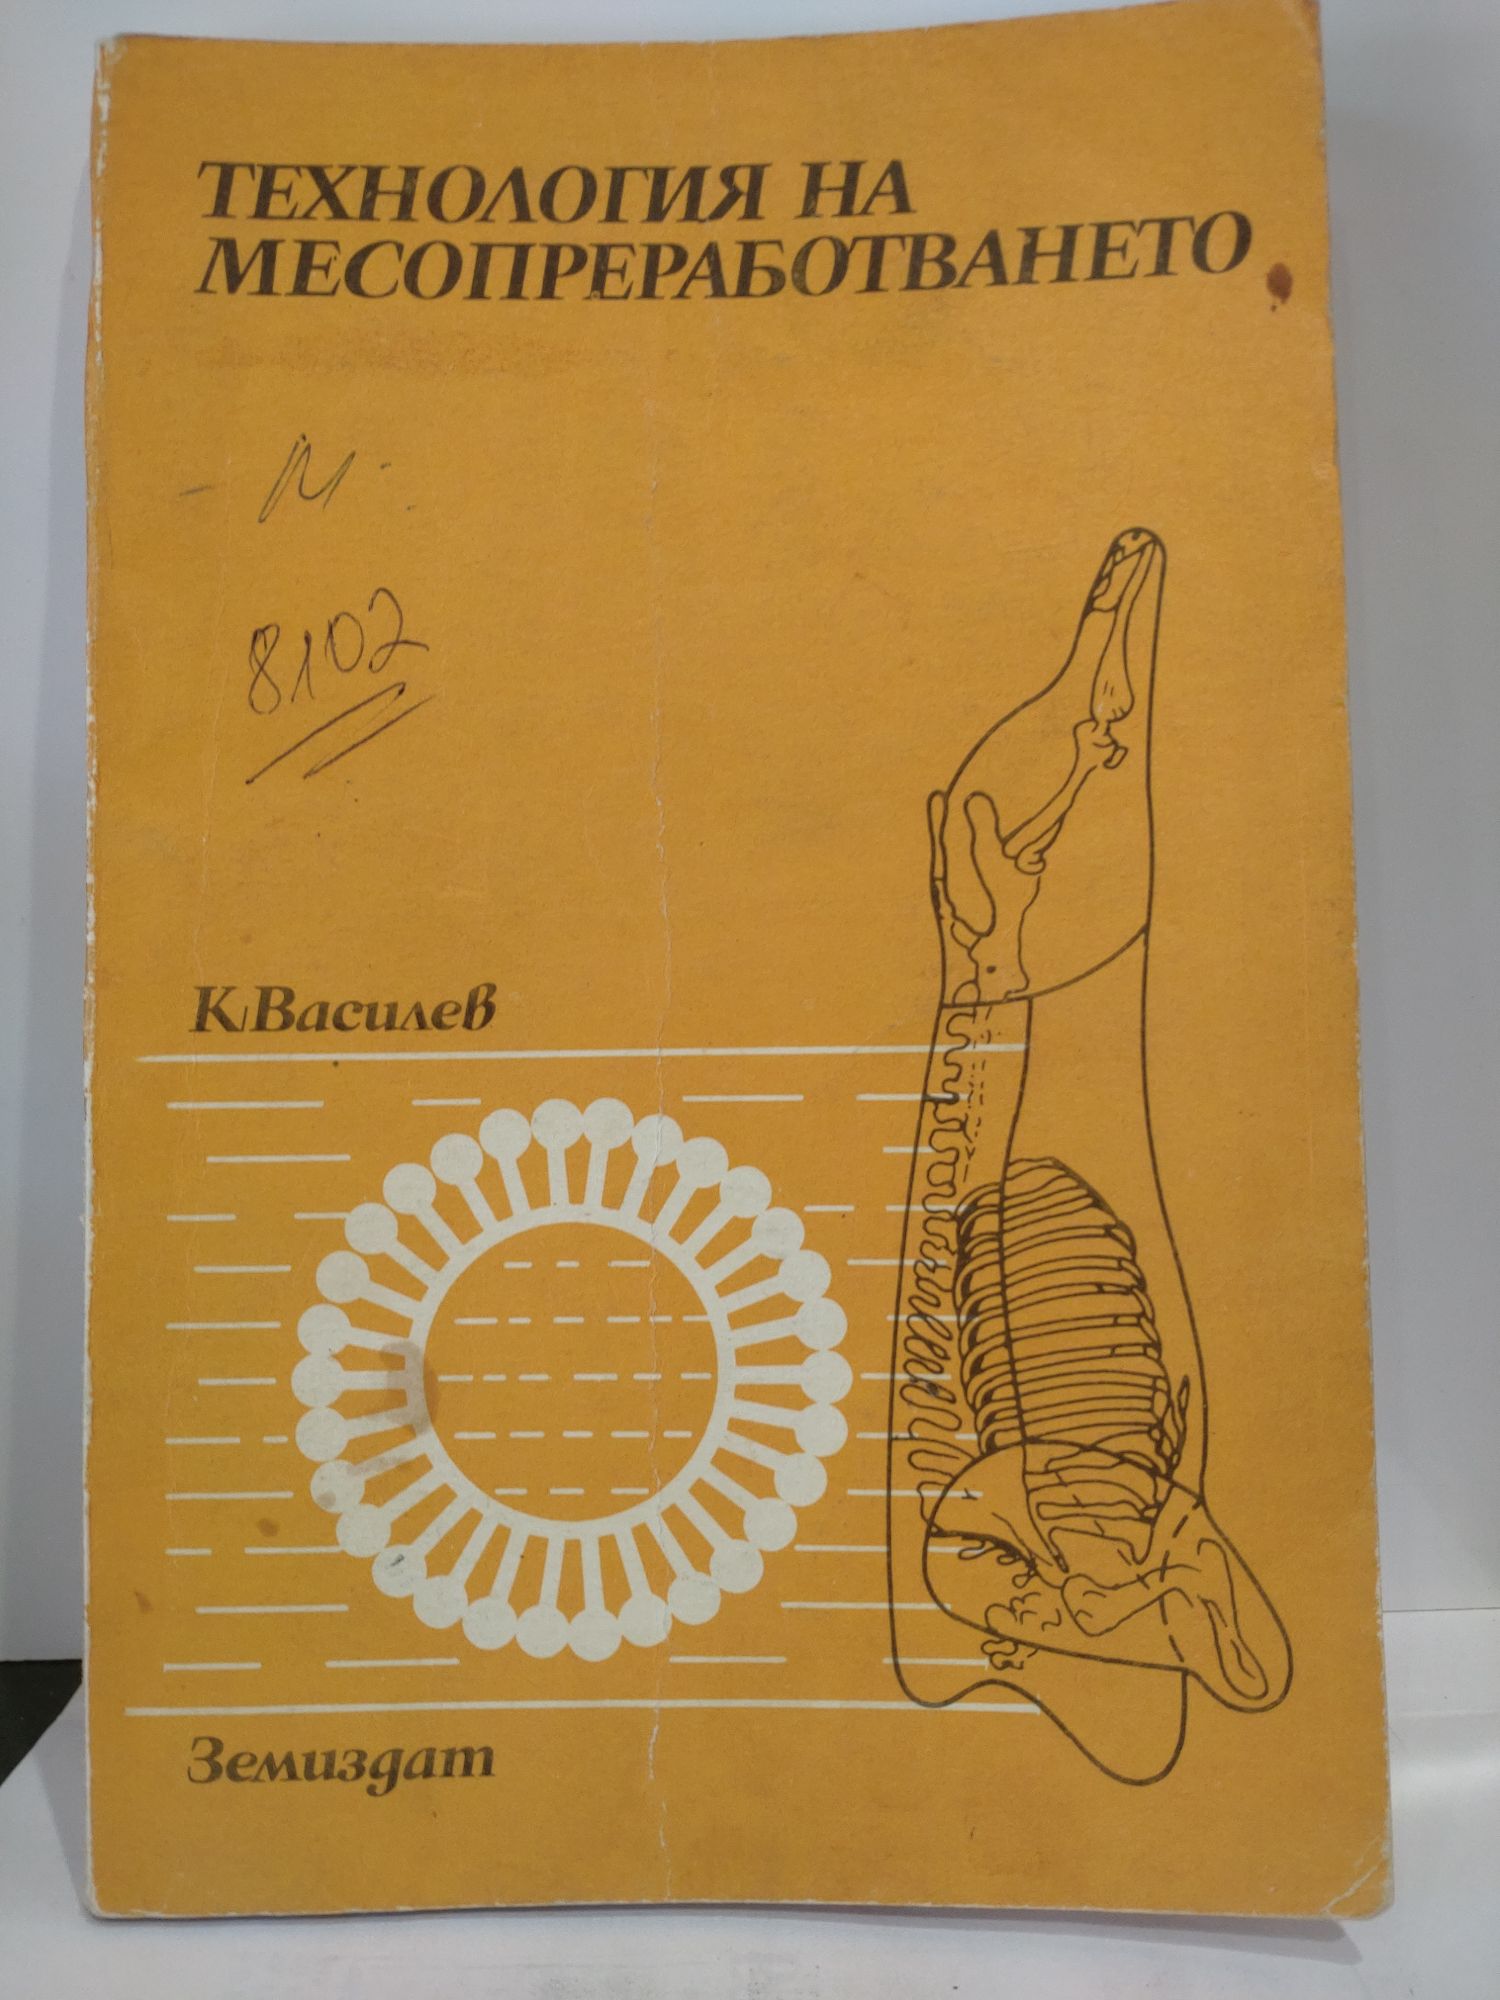 ТЕХНОЛОГИЯ НА
МЕСОПРЕРАБОТВАНЕТО
М
8102
К. Василев
Земиздат